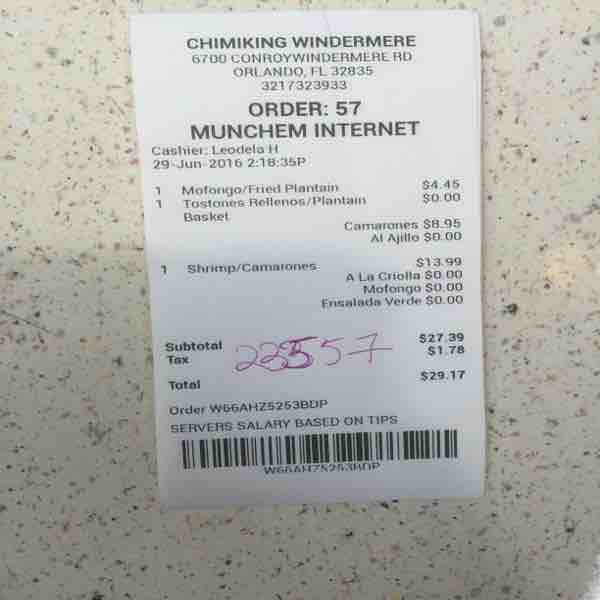 CHIMIKING WINDERMERE
6700 CONROYWINDERMERE RD
ORLANDO, FL 32835
3217323933
ORDER: 57
MUNCHEM INTERNET
Cashier: Leodela H
29-Jun-2016 2:18:35P
1 Mofongo/Fried Plantain $4.45
1 Tostones Rellenos/Plantain $0.00
Basket
Camarones $8.95
Al Ajillo $0.00
1 Shrimp/Camarones $13.99
A La Criolla $0.00
Mofongo $0.00
Ensalada Verde $0.00
Subtotal $27.39
Tax $1.78
Total $29.17
Order W66AHZ5253BDP
SERVERS SALARY BASED ON TIPS
W66AHZ5253BDP